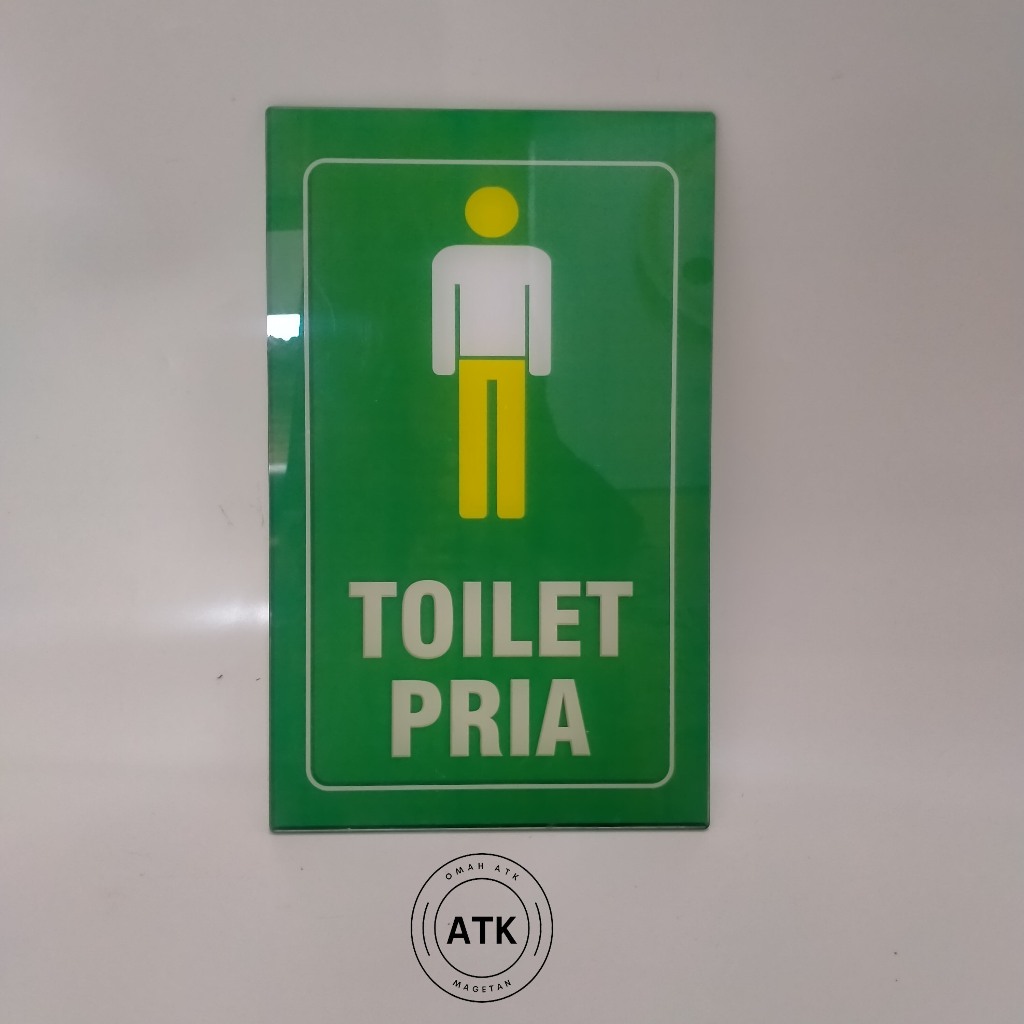 TOILET
PRIA
OMAH ATK
ATK
MAGETAN